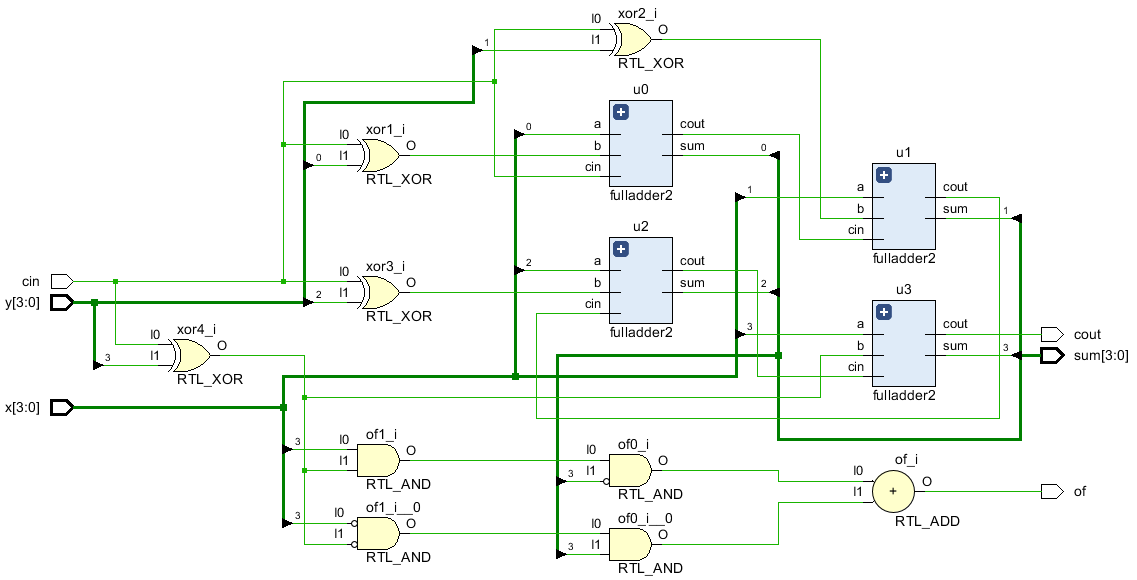 xor2_i
I0
I1
O
1
RTL_XOR
u0
a
b
cin
cout
sum
0
0
fulladder2
xor1_i
I0
I1
O
0
RTL_XOR
u1
a
b
cin
cout
sum
1
1
fulladder2
u2
a
b
cin
cout
sum
2
2
fulladder2
xor3_i
I0
I1
O
2
RTL_XOR
cin
y[3:0]
xor4_i
I0
I1
O
3
RTL_XOR
u3
a
b
cin
cout
sum
3
3
fulladder2
cout
sum[3:0]
x[3:0]
of1_i
I0
I1
O
3
RTL_AND
of0_i
I0
I1
O
3
RTL_AND
of_i
I0
I1
O
+
RTL_ADD
of
of1_i__0
I0
I1
O
3
RTL_AND
of0_i__0
I0
I1
O
3
RTL_AND